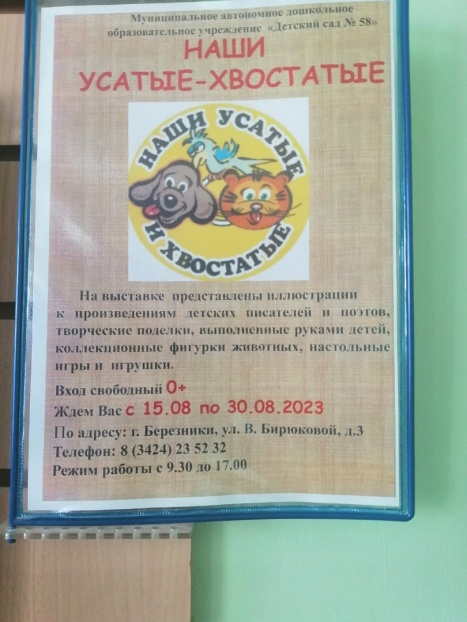 Муниципальное автономное дошкольное
образовательное учреждение «Детский сад № 58»
НАШИ
УСАТЫЕ-ХВОСТАТЫЕ
НАШИ УСАТЫЕ
И ХВОСТАТЫЕ
На выставке представлены иллюстрации
к произведениям детских писателей и поэтов,
творческие поделки, выполненные руками детей,
коллекционные фигурки животных, настольные
игры и игрушки.
Вход свободный 0+
Ждем Вас с 15.08 по 30.08.2023
По адресу: г. Березники, ул. В. Бирюковой, д.3
Телефон: 8 (3424) 23 52 32
Режим работы с 9.30 до 17.00